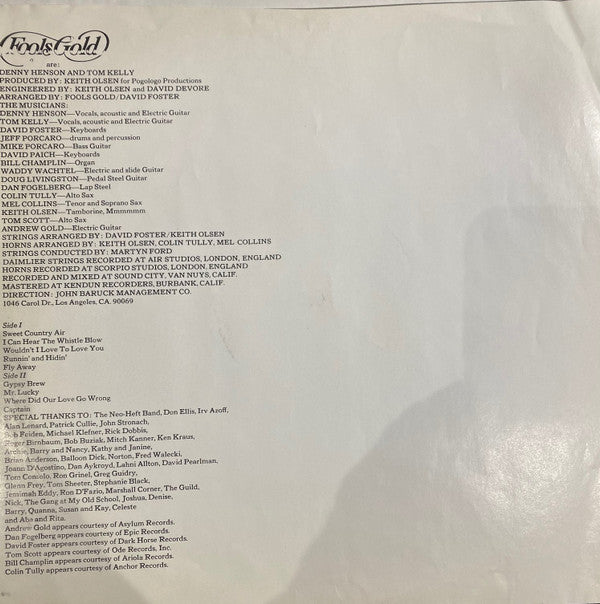 Fools Gold
are:
DENNY HENSON AND TOM KELLY
PRODUCED BY: KEITH OLSEN for Pogologo Productions
ENGINEERED BY: KEITH OLSEN and DAVID DEVORE
ARRANGED BY: FOOLS GOLD/DAVID FOSTER
THE MUSICIANS:
DENNY HENSON—Vocals, acoustic and Electric Guitar
TOM KELLY—Vocals, acoustic and Electric Guitar
DAVID FOSTER—Keyboards
JEFF PORCARO—drums and percussion
MIKE PORCARO—Bass Guitar
DAVID PAICH—Keyboards
BILL CHAMPLIN—Organ
WADDY WACHTEL—Electric and slide Guitar
DOUG LIVINGSTON—Pedal Steel Guitar
DAN FOGELBERG—Lap Steel
COLIN TULLY—Alto Sax
MEL COLLINS—Tenor and Soprano Sax
KEITH OLSEN—Tamborine, Mmmmmm
TOM SCOTT—Alto Sax
ANDREW GOLD—Electric Guitar
STRINGS ARRANGED BY: DAVID FOSTER/KEITH OLSEN
HORNS ARRANGED BY: KEITH OLSEN, COLIN TULLY, MEL COLLINS
STRINGS CONDUCTED BY: MARTYN FORD
DAIMLIER STRINGS RECORDED AT AIR STUDIOS, LONDON, ENGLAND
HORNS RECORDED AT SCORPIO STUDIOS, LONDON, ENGLAND
RECORDED AND MIXED AT SOUND CITY, VAN NUYS, CALIF.
MASTERED AT KENDUN RECORDERS, BURBANK, CALIF.
DIRECTION: JOHN BARUCK MANAGEMENT CO.
1046 Carol Dr., Los Angeles, CA. 90069
Side I
Sweet Country Air
I Can Hear The Whistle Blow
Wouldn't I Love To Love You
Runnin' and Hidin'
Fly Away
Side II
Gypsy Brew
Mr. Lucky
Where Did Our Love Go Wrong
Captain
SPECIAL THANKS TO: The Neo-Heft Band, Don Ellis, Irv Azoff,
Alan Lenard, Patrick Cullie, John Stronach,
Bob Feiden, Michael Klefner, Rick Dobbis,
Roger Birnbaum, Bob Buziak, Mitch Kanner, Ken Kraus,
Archie, Barry and Nancy, Kathy and Janine,
Brian Anderson, Balloon Dick, Norton, Fred Walecki,
Joann D'Agostino, Dan Aykroyd, Lahni Allton, David Pearlman,
Tom Consolo, Ron Grinel, Greg Guidry,
Glenn Frey, Tom Sheeter, Stephanie Black,
Jemimah Eddy, Ron D'Fazio, Marshall Corner, The Guild,
Nick, The Gang at My Old School, Joshua, Denise,
Barry, Quanna, Susan and Kay, Celeste
and Aba and Rita.
Andrew Gold appears courtesy of Asylum Records.
Dan Fogelberg appears courtesy of Epic Records.
David Foster appears courtesy of Dark Horse Records.
Tom Scott appears courtesy of Ode Records, Inc.
Bill Champlin appears courtesy of Ariola Records.
Colin Tully appears courtesy of Anchor Records.